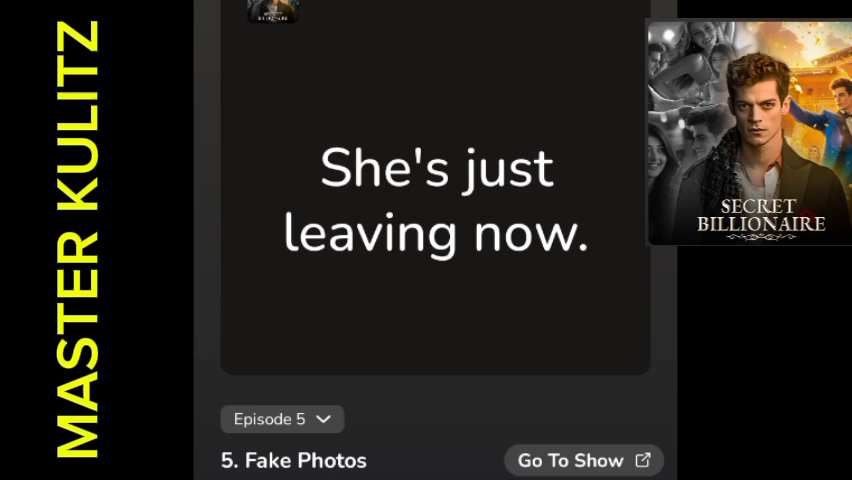 MASTER KULITZ
She's just
leaving now.
SECRET
BILLIONAIRE
Episode 5
5. Fake Photos
Go To Show